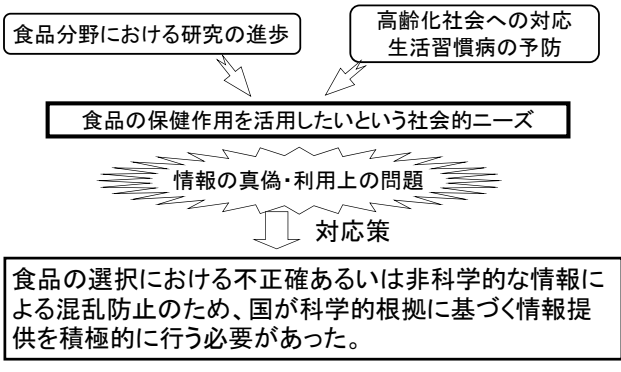 食品分野における研究の進歩
高齢化社会への対応
生活習慣病の予防
食品の保健作用を活用したいという社会的ニーズ
情報の真偽・利用上の問題
対応策
食品の選択における不正確あるいは非科学的な情報に
よる混乱防止のため、国が科学的根拠に基づく情報提
供を積極的に行う必要があった。